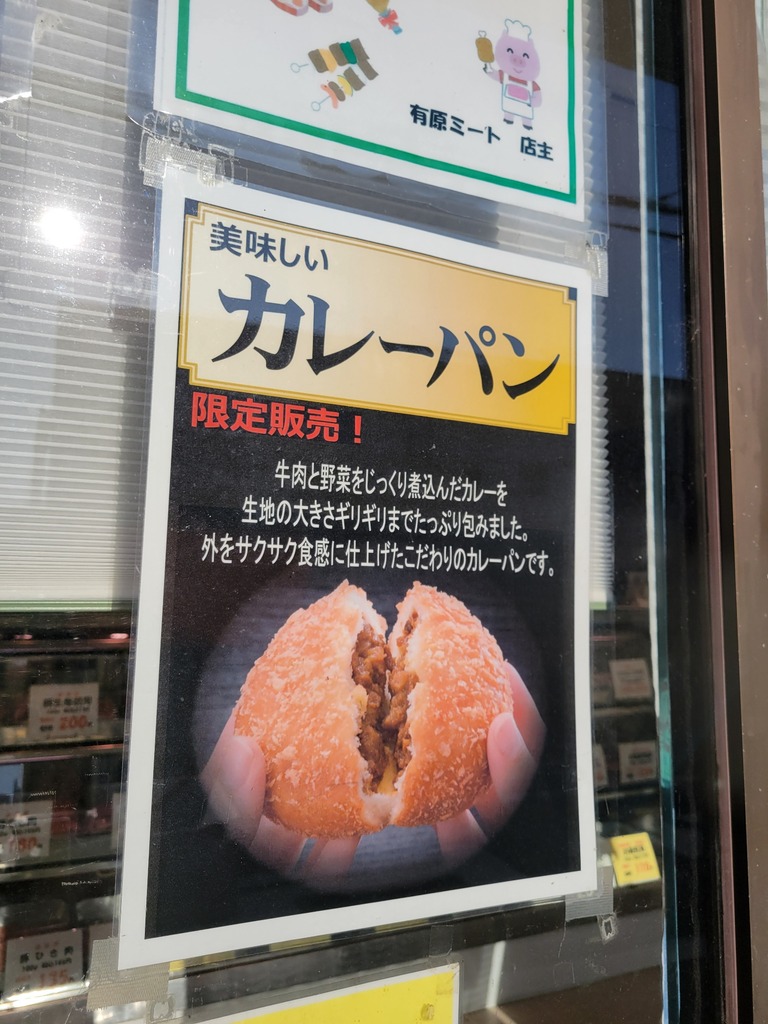 有原ミート 店主
美味しい
カレーパン
限定販売！
牛肉と野菜をじっくり煮込んだカレーを
生地の大きさギリギリまでたっぷり包みました。
外をサクサク食感に仕上げたこだわりのカレーパンです。
200